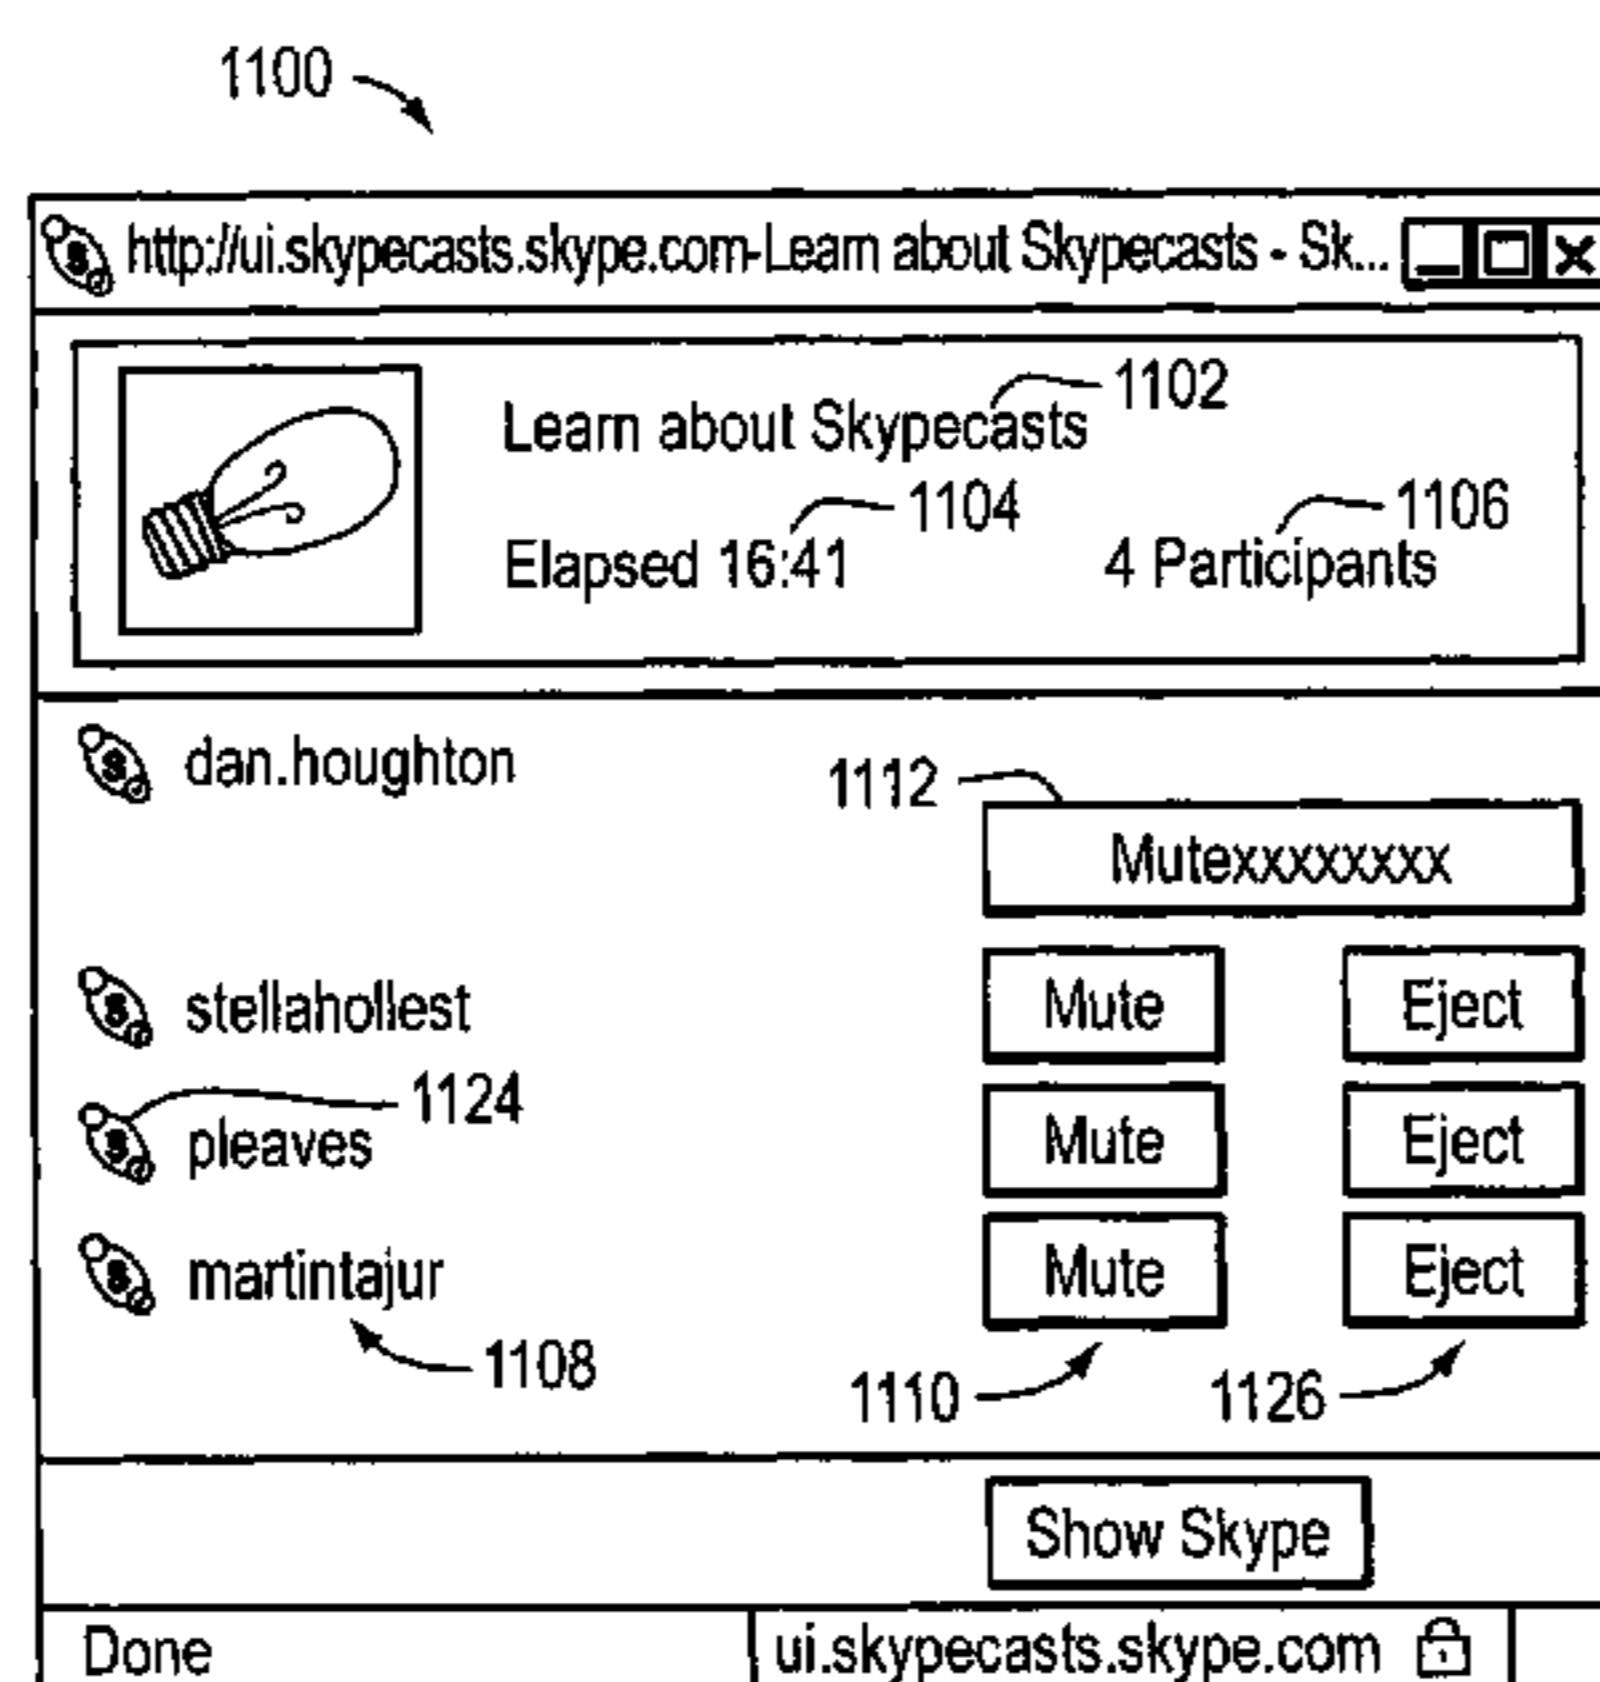 1100
http://ui.skypecasts.skype.com-Learn about Skypecasts - Sk...
1102
Learn about Skypecasts
1104
1106
Elapsed 16:41 4 Participants
dan.houghton
1112
Mutexxxxxxxx
stellahollest Mute Eject
1124
pleaves Mute Eject
martintajur Mute Eject
1108
1110 1126
Show Skype
Done ui.skypecasts.skype.com